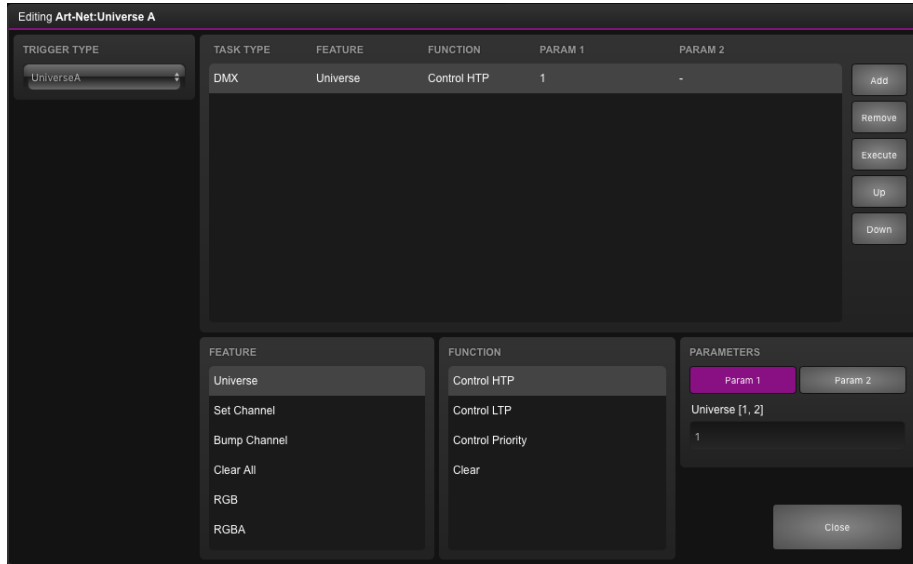 Editing Art-Net:Universe A
TRIGGER TYPE
UniverseA
TASK TYPE FEATURE FUNCTION PARAM 1 PARAM 2
DMX Universe Control HTP 1 -
Add
Remove
Execute
Up
Down
FEATURE
Universe
Set Channel
Bump Channel
Clear All
RGB
RGBA
FUNCTION
Control HTP
Control LTP
Control Priority
Clear
PARAMETERS
Param 1 Param 2
Universe [1, 2]
1
Close